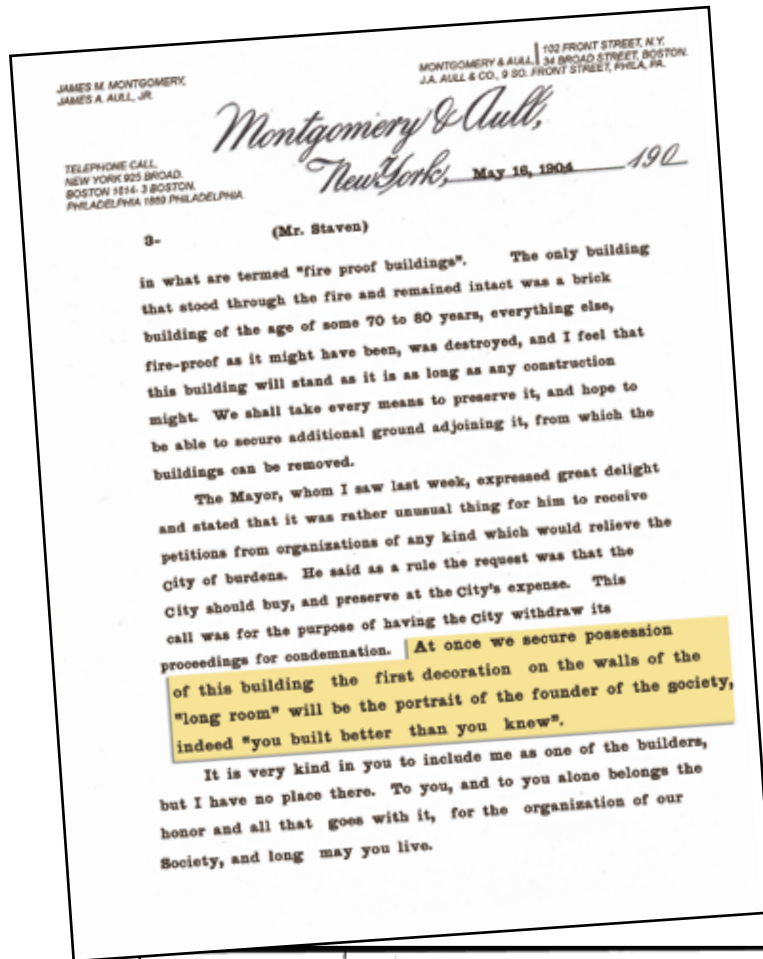 JAMES M. MONTGOMERY,
JAMES A. AULL, JR.
MONTGOMERY & AULL, 102 FRONT STREET, N.Y.
34 BROAD STREET, BOSTON.
J.A. AULL & CO., 9 SO. FRONT STREET, PHILA, PA.
Montgomery & Aull,
TELEPHONE CALL,
NEW YORK 925 BROAD.
BOSTON 1614-3 BOSTON.
PHILADELPHIA 1869 PHILADELPHIA.
New York, May 16, 1904 190
3- (Mr. Staven)
in what are termed "fire proof buildings". The only building
that stood through the fire and remained intact was a brick
building of the age of some 70 to 80 years, everything else,
fire-proof as it might have been, was destroyed, and I feel that
this building will stand as it is as long as any construction
might. We shall take every means to preserve it, and hope to
be able to secure additional ground adjoining it, from which the
buildings can be removed.
The Mayor, whom I saw last week, expressed great delight
and stated that it was rather unusual thing for him to receive
petitions from organizations of any kind which would relieve the
City of burdens. He said as a rule the request was that the
City should buy, and preserve at the City's expense. This
call was for the purpose of having the City withdraw its
proceedings for condemnation. At once we secure possession
of this building the first decoration on the walls of the
"long room" will be the portrait of the founder of the society,
indeed "you built better than you knew".
It is very kind in you to include me as one of the builders,
but I have no place there. To you, and to you alone belongs the
honor and all that goes with it, for the organization of our
Society, and long may you live.